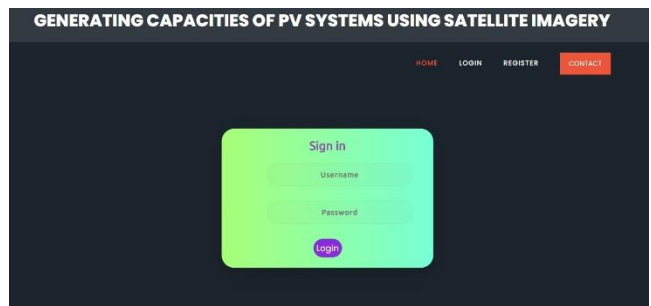 GENERATING CAPACITIES OF PV SYSTEMS USING SATELLITE IMAGERY
HOME LOGIN REGISTER CONTACT
Sign in
Username
Password
Login